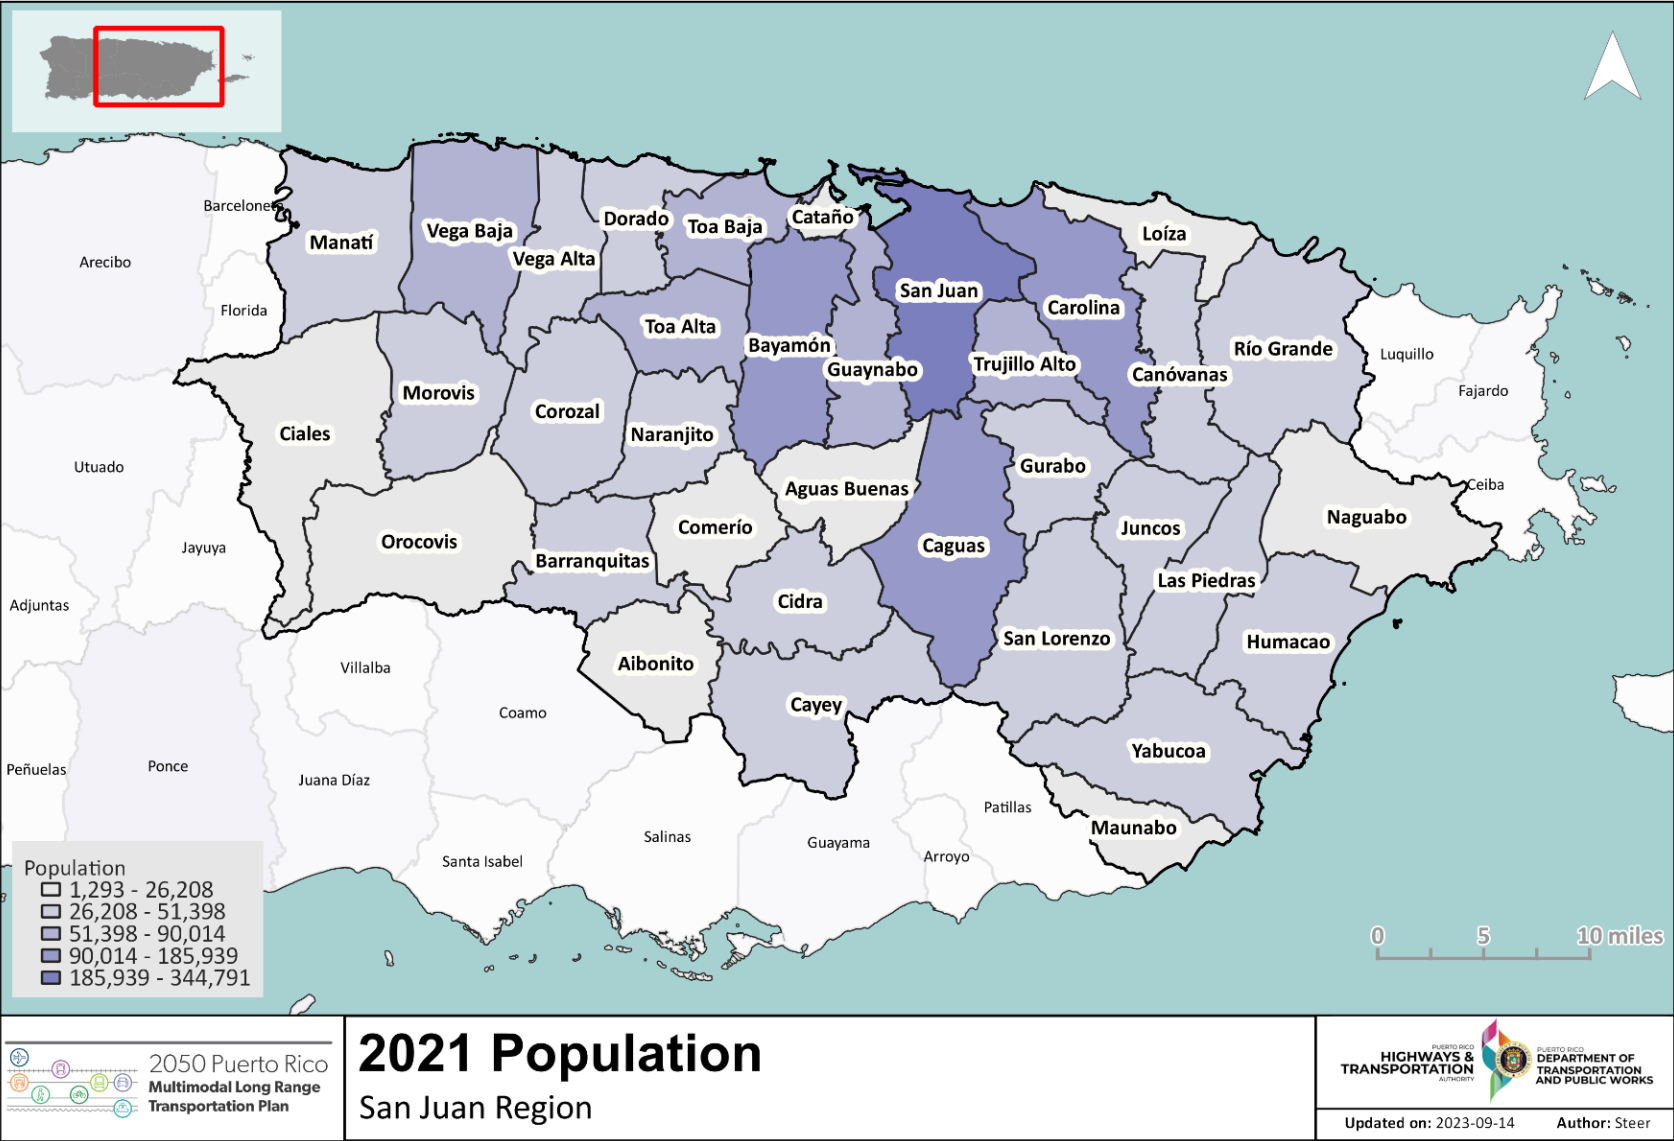 Barceloneta
Arecibo
Manatí
Vega Baja
Vega Alta
Dorado
Toa Baja
Cataño
Loíza
Florida
San Juan
Carolina
Toa Alta
Bayamón
Guaynabo
Trujillo Alto
Canóvanas
Río Grande
Luquillo
Fajardo
Morovis
Corozal
Naranjito
Ciales
Utuado
Gurabo
Aguas Buenas
Ceiba
Naguabo
Comerío
Juncos
Orocovis
Jayuya
Barranquitas
Caguas
Las Piedras
Adjuntas
Cidra
San Lorenzo
Humacao
Villalba
Aibonito
Coamo
Cayey
Yabucoa
Peñuelas
Ponce
Juana Díaz
Patillas
Maunabo
Salinas
Guayama
Arroyo
Santa Isabel
Population
1,293 - 26,208
26,208 - 51,398
51,398 - 90,014
90,014 - 185,939
185,939 - 344,791
0 5 10 miles
2050 Puerto Rico
Multimodal Long Range
Transportation Plan
2021 Population
San Juan Region
PUERTO RICO
HIGHWAYS &
TRANSPORTATION
AUTHORITY
PUERTO RICO
DEPARTMENT OF
TRANSPORTATION
AND PUBLIC WORKS
Updated on: 2023-09-14 Author: Steer